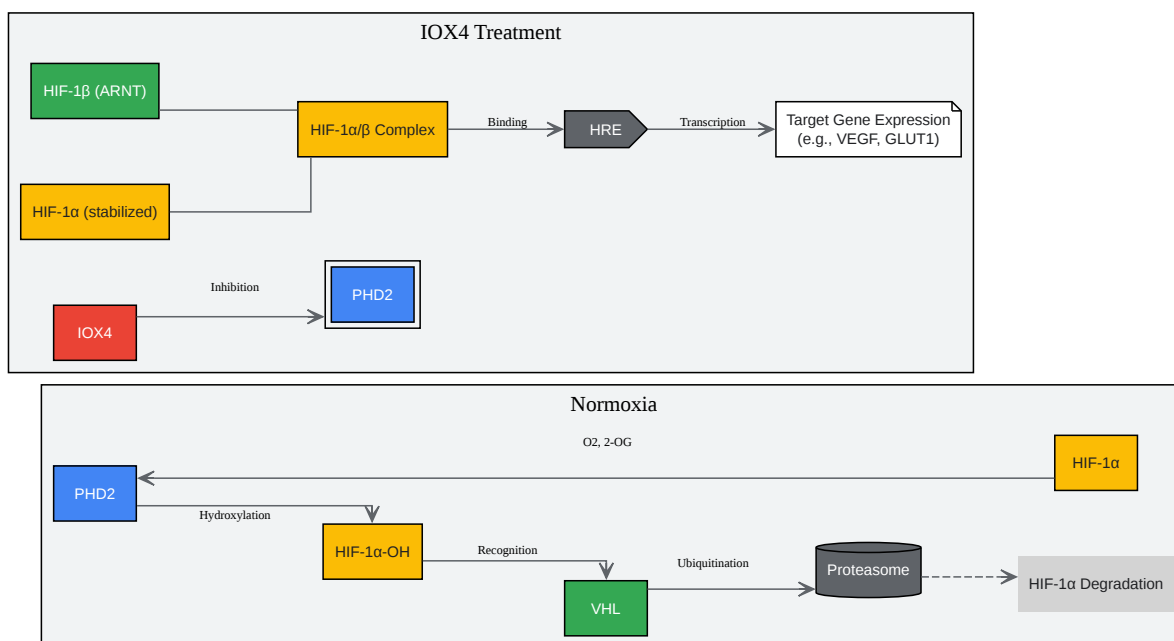 IOX4 Treatment
HIF-1β (ARNT)
HIF-1α/β Complex
Binding
HRE
Transcription
Target Gene Expression
(e.g., VEGF, GLUT1)
HIF-1α (stabilized)
Inhibition
PHD2
IOX4
Normoxia
O2, 2-OG
HIF-1α
PHD2
Hydroxylation
HIF-1α-OH
Recognition
VHL
Ubiquitination
Proteasome
HIF-1α Degradation